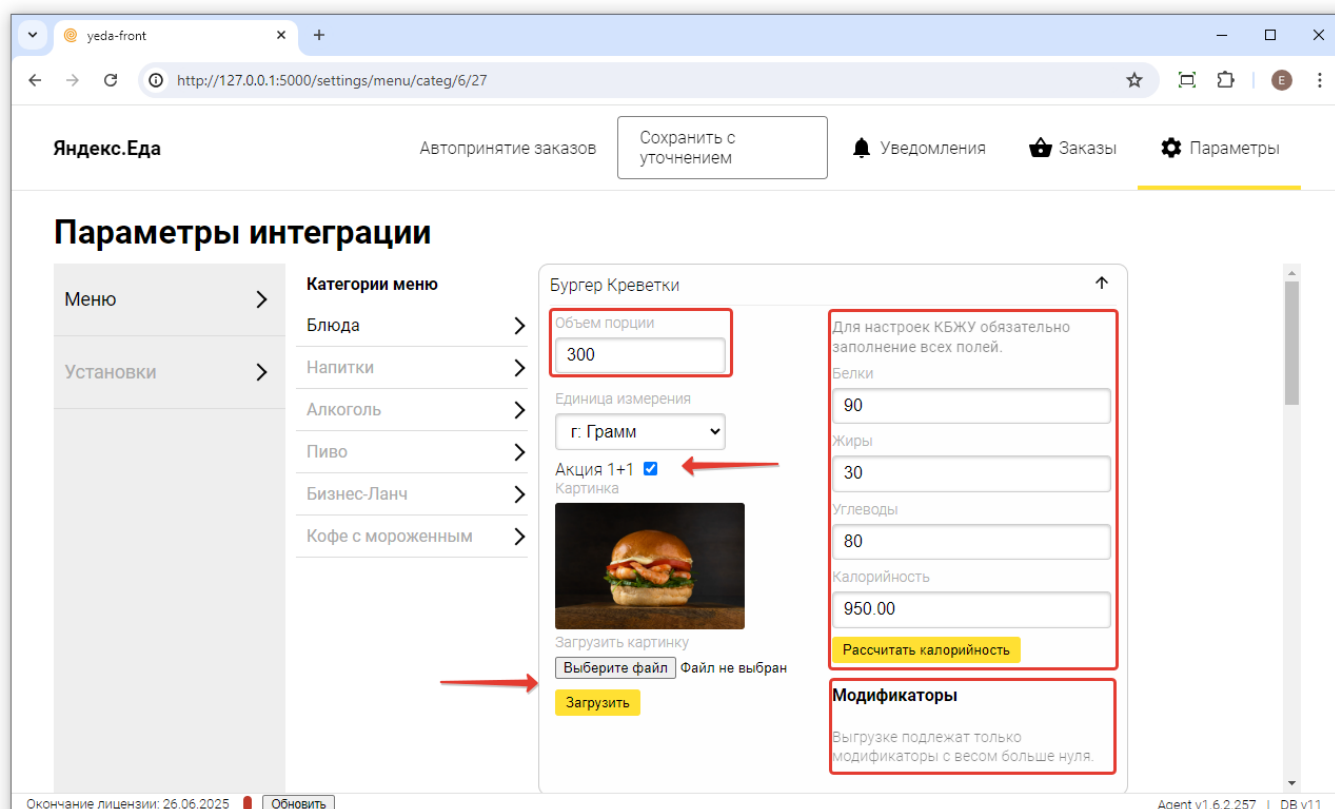 yeda-front
http://127.0.0.1:5000/settings/menu/categ/6/27
E
Яндекс.Еда
Автопринятие заказов
Сохранить с
уточнением
Уведомления
Заказы
Параметры
Параметры интеграции
Меню
Установки
Категории меню
Блюда
Напитки
Алкоголь
Пиво
Бизнес-Ланч
Кофе с мороженным
Бургер Креветки
Объем порции
300
Единица измерения
г: Грамм
Акция 1+1
Картинка
Загрузить картинку
Выберите файл Файл не выбран
Загрузить
Для настроек КБЖУ обязательно
заполнение всех полей.
Белки
90
Жиры
30
Углеводы
80
Калорийность
950.00
Рассчитать калорийность
Модификаторы
Выгрузке подлежат только
модификаторы с весом больше нуля.
Окончание лицензии: 26.06.2025
Обновить
Agent v1.6.2.257 | DB v11